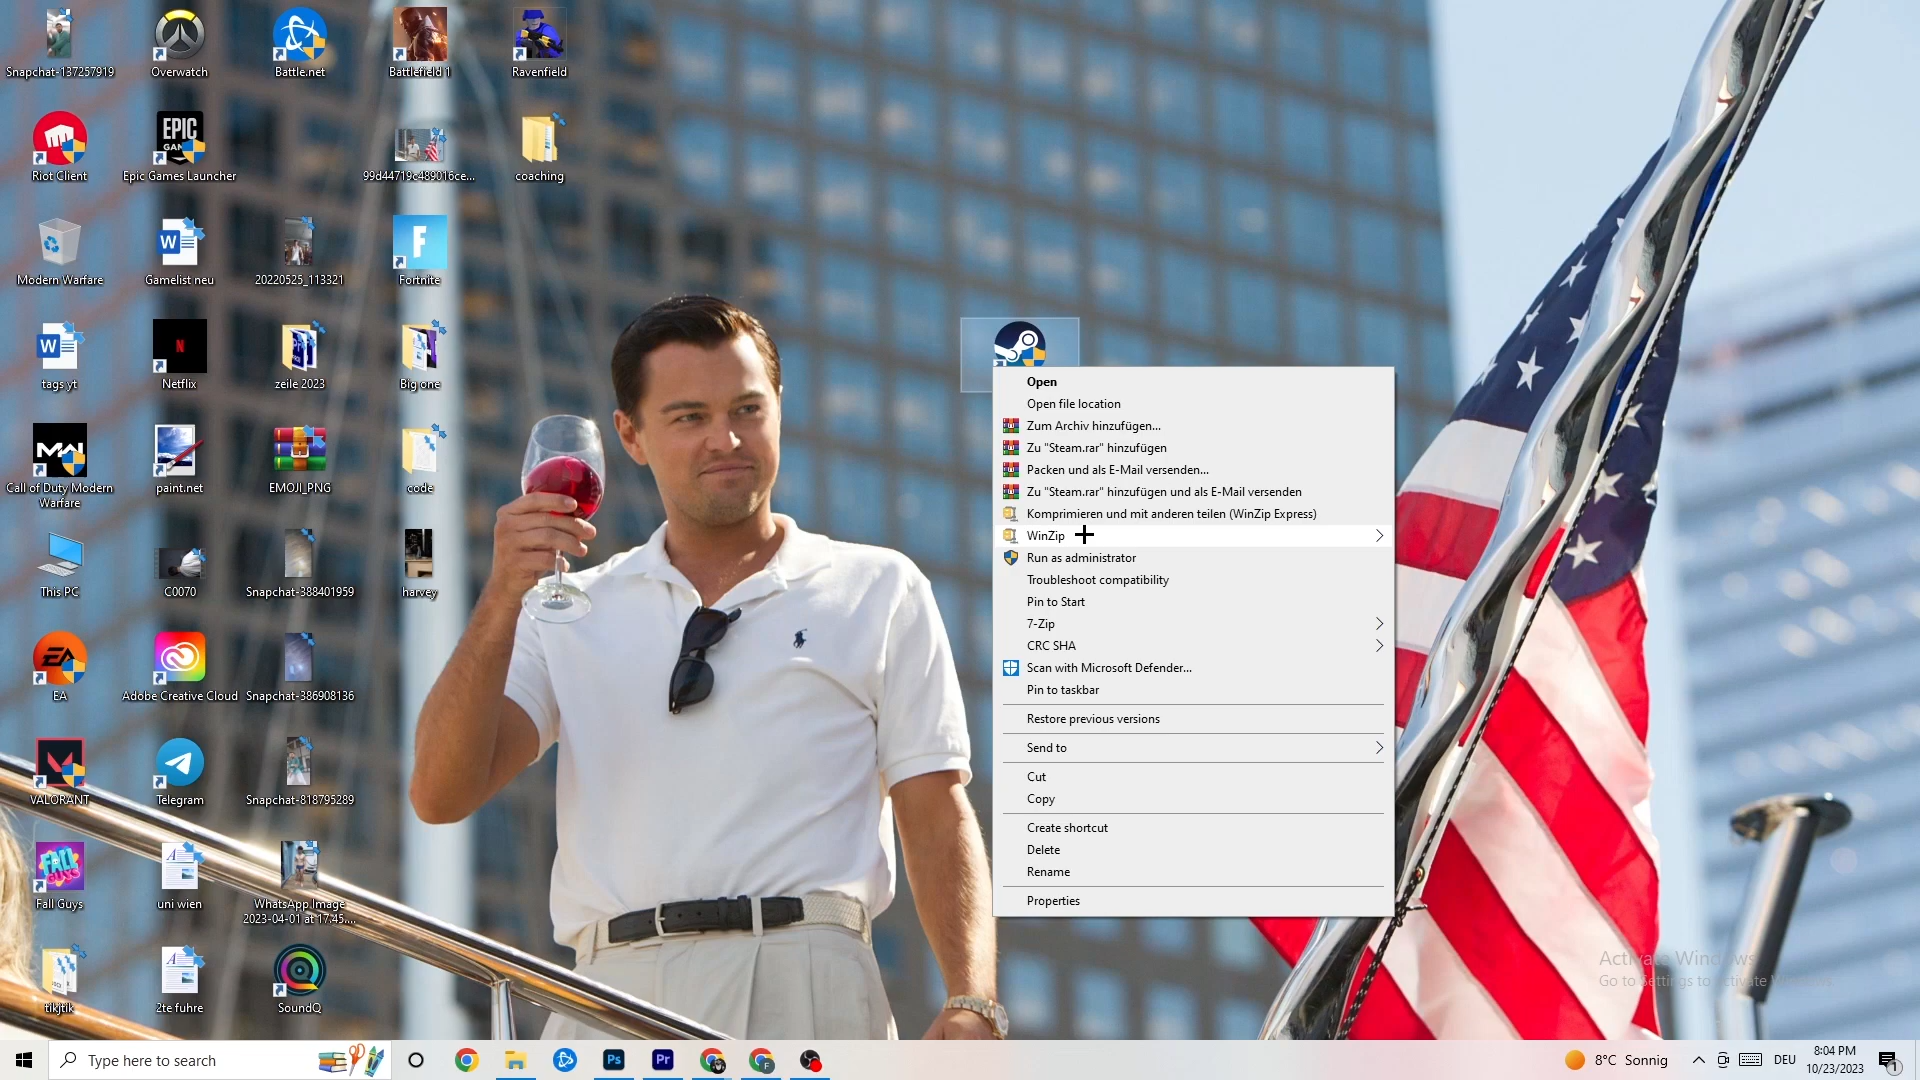 Snapchat-137257919
Overwatch
Battle.net
Battlefield 1
Ravenfield
Riot Client
EPIC
Epic Games Launcher
99d44719c489016ce...
coaching
Modern Warfare
Gamelist neu
20220525_113321
Fortnite
tags yt
Netflix
zeile 2023
Big one
Call of Duty Modern
Warfare
paint.net
EMOJI_PNG
code
This PC
C0070
Snapchat-388401959
harvey
EA
Adobe Creative Cloud
Snapchat-386908136
VALORANT
Telegram
Snapchat-818795289
FALL GUYS
Fall Guys
uni wien
WhatsApp Image
2023-04-01 at 17.45....
tikjtik
2te fuhre
SoundQ
Open
Open file location
Zum Archiv hinzufügen...
Zu "Steam.rar" hinzufügen
Packen und als E-Mail versenden...
Zu "Steam.rar" hinzufügen und als E-Mail versenden
Komprimieren und mit anderen teilen (WinZip Express)
WinZip
Run as administrator
Troubleshoot compatibility
Pin to Start
7-Zip
CRC SHA
Scan with Microsoft Defender...
Pin to taskbar
Restore previous versions
Send to
Cut
Copy
Create shortcut
Delete
Rename
Properties
Activate Windows
Go to Settings to activate Windows.
Type here to search
Ps
Pr
8°C Sonnig
DEU
8:04 PM
10/23/2023